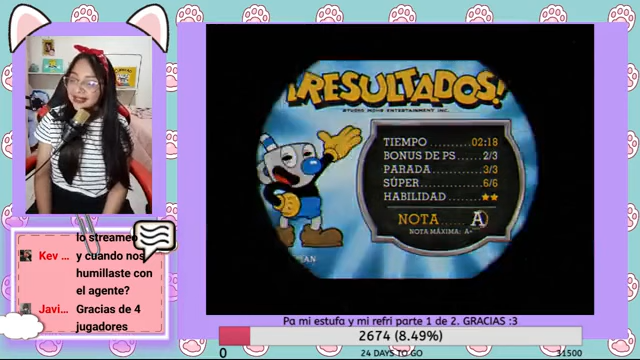 ¡RESULTADOS!
STUDIO MDHR ENTERTAINMENT INC.
TIEMPO..........02:18
BONUS DE PS.....2/3
PARADA..........3/3
SÚPER...........6/6
HABILIDAD......★★
NOTA.....A
NOTA MÁXIMA: A-
lo streameo
Kev ... y cuando nos
humillaste con
el agente?
Javi... Gracias de 4
jugadores
Pa mi estufa y mi refri parte 1 de 2. GRACIAS :3
2674 (8.49%)
0 24 DAYS TO GO 31500